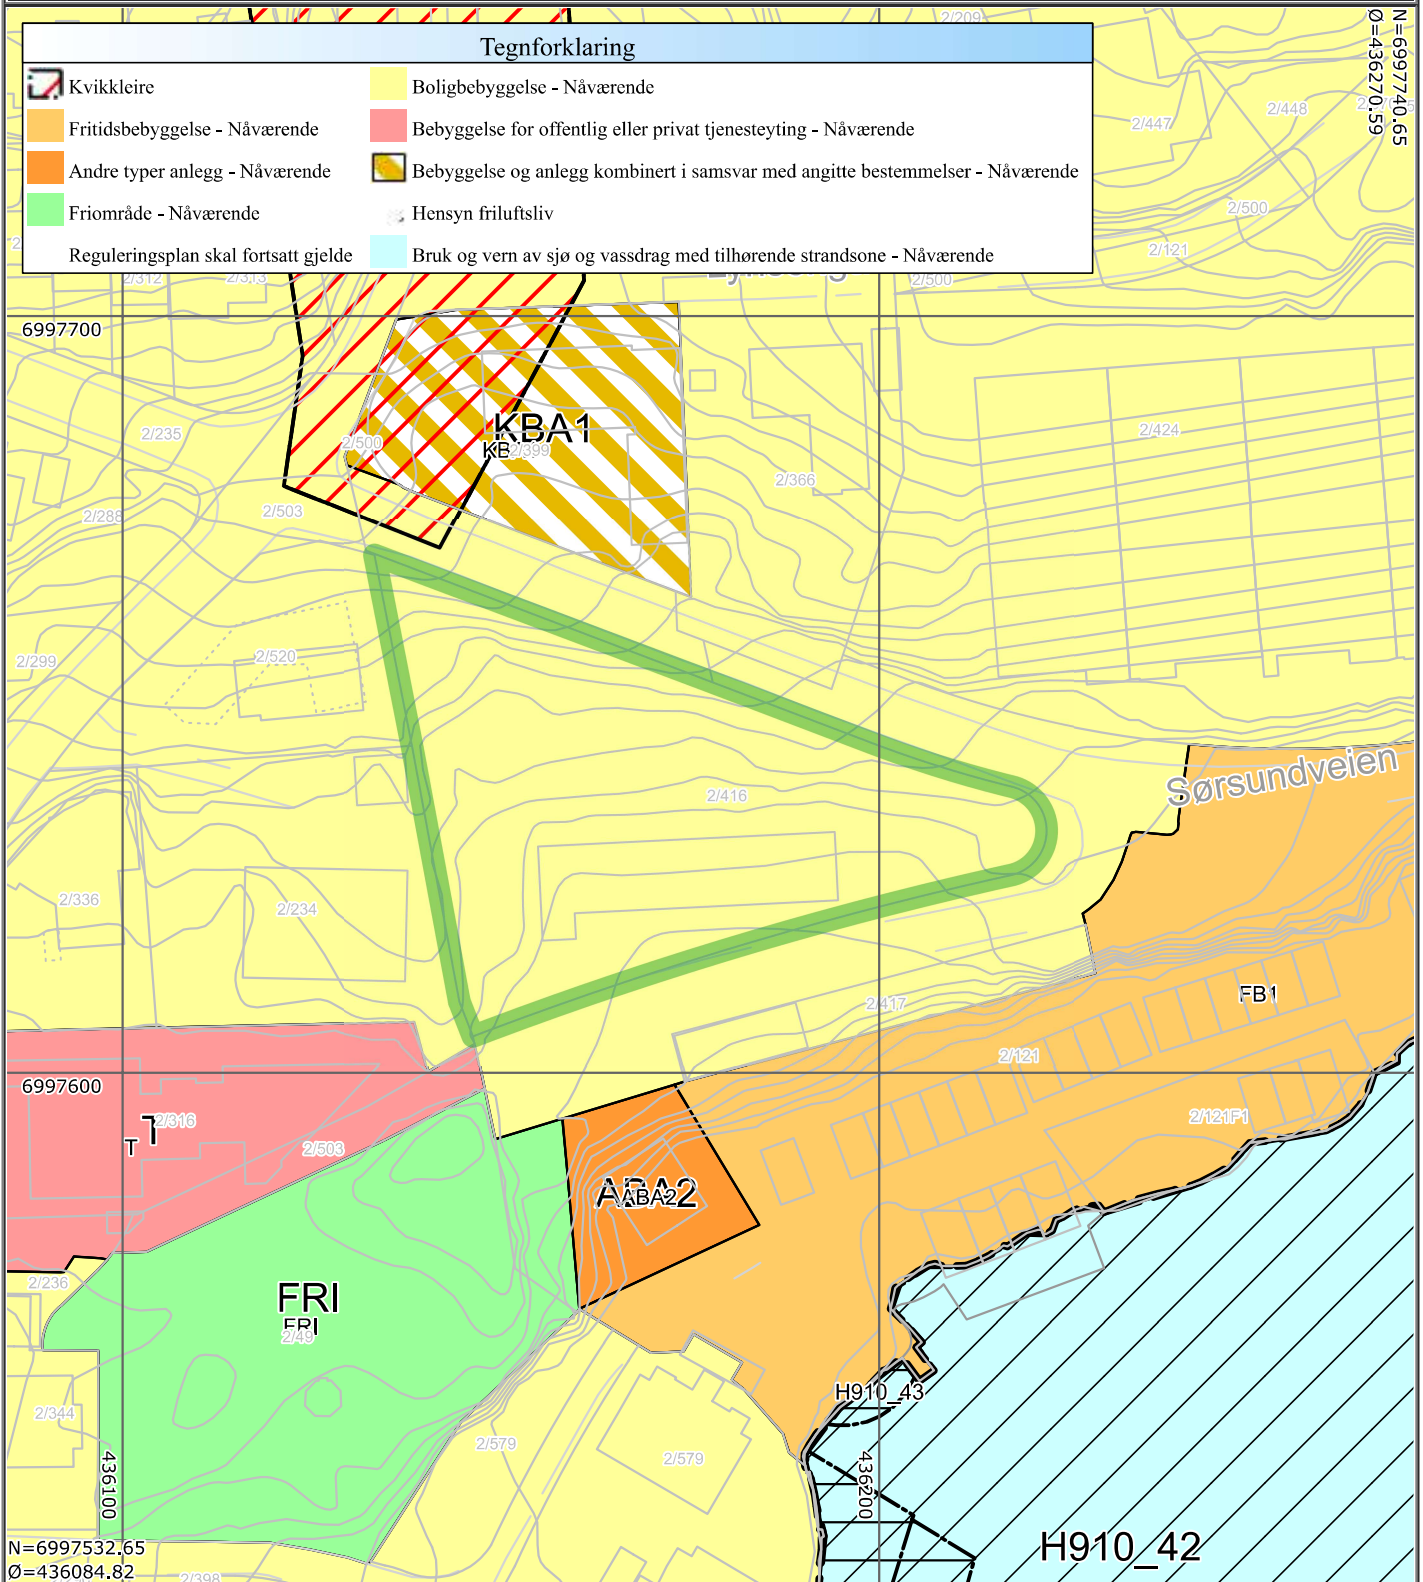 2/209
N=6997740.65
Ø=436270.59
Tegnforklaring
Kvikkleire
Boligbebyggelse - Nåværende
Fritidsbebyggelse - Nåværende
Bebyggelse for offentlig eller privat tjenesteyting - Nåværende
Andre typer anlegg - Nåværende
Bebyggelse og anlegg kombinert i samsvar med angitte bestemmelser - Nåværende
Friområde - Nåværende
Hensyn friluftsliv
Reguleringsplan skal fortsatt gjelde
Bruk og vern av sjø og vassdrag med tilhørende strandsone - Nåværende
2/448
2/447
2/500
2/121
2/312
2/313
2/500
6997700
KBA1
2/424
2/235
2/500
2/399
2/366
2/503
2/288
2/520
2/299
Sørsundveien
2/416
2/336
2/234
FB1
2/417
2/121
6997600
2/121F1
T
T
2/316
2/503
ABA2
ABA2
2/236
FRI
FRI
2/49
H910_43
2/344
2/579
2/579
436100
436200
H910_42
N=6997532.65
Ø=436084.82
2/398